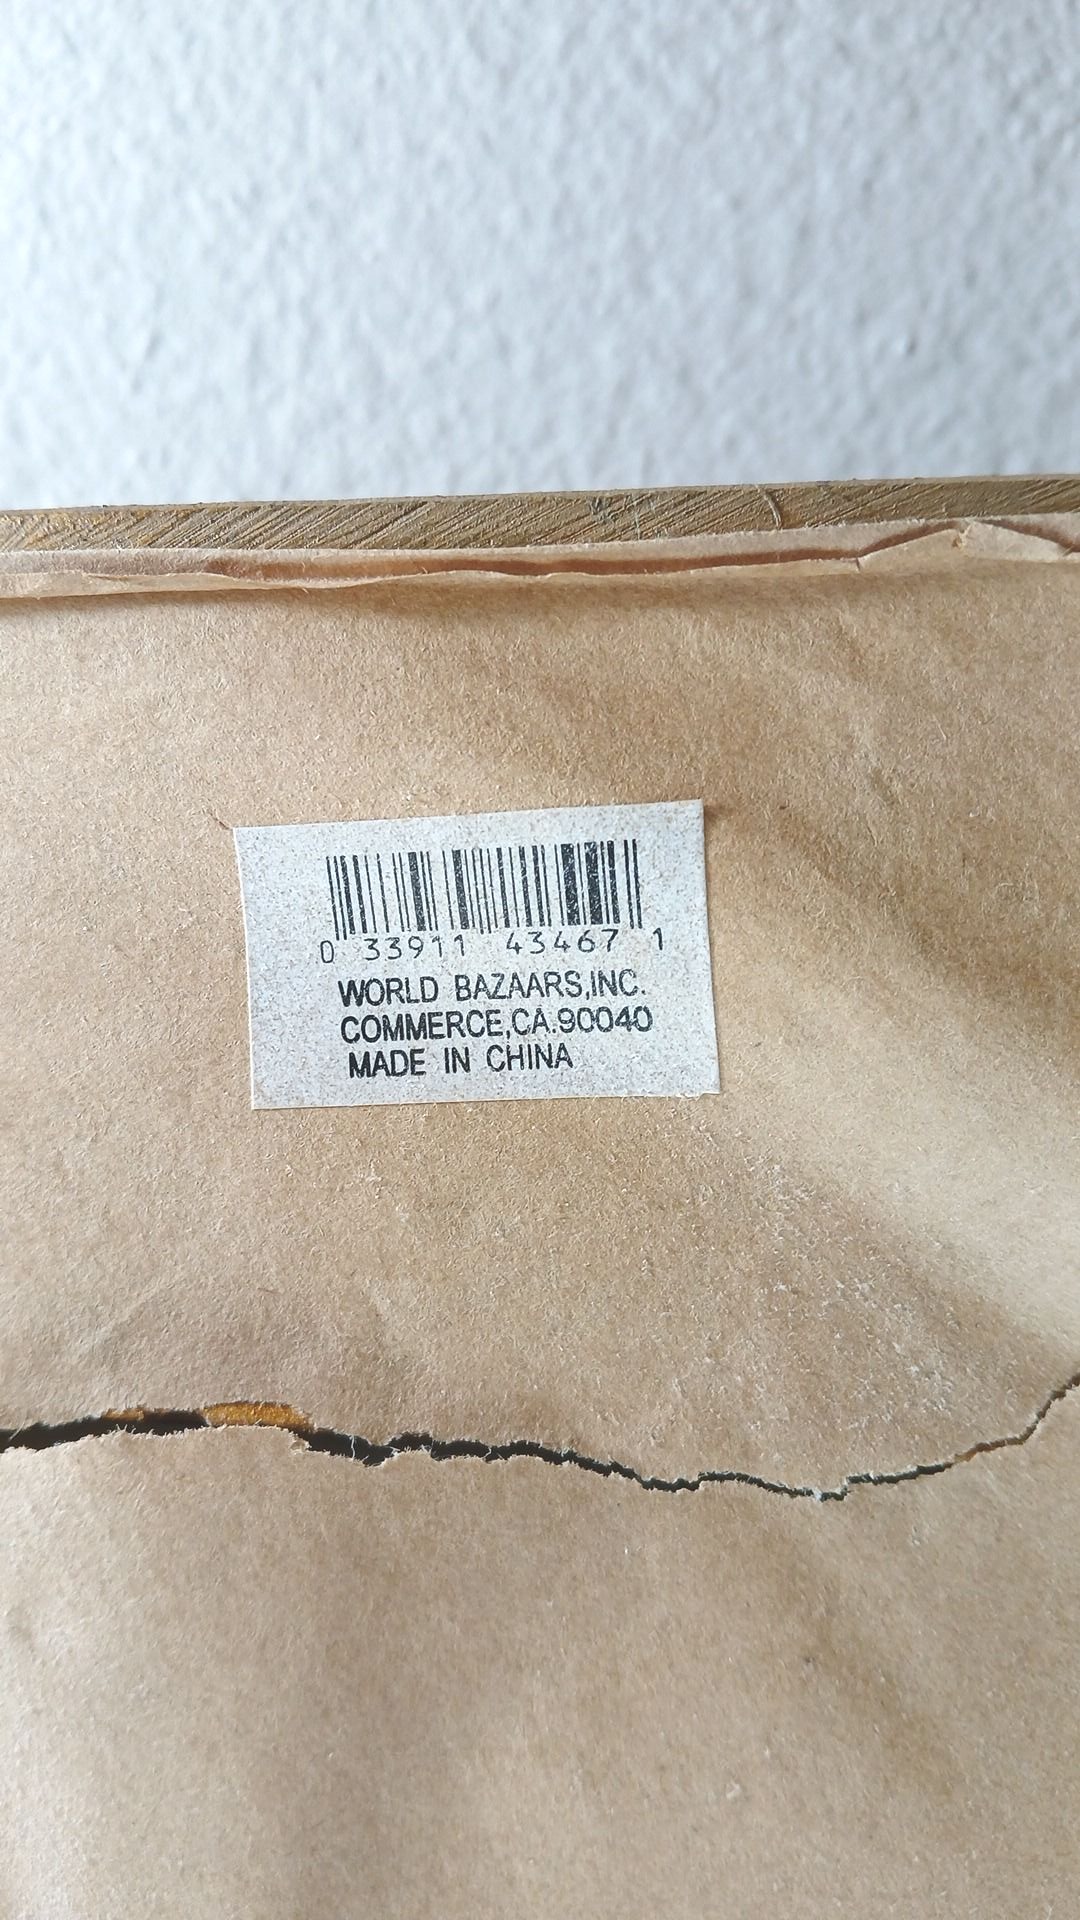 0 33911 43467 1
WORLD BAZAARS,INC.
COMMERCE,CA.90040
MADE IN CHINA